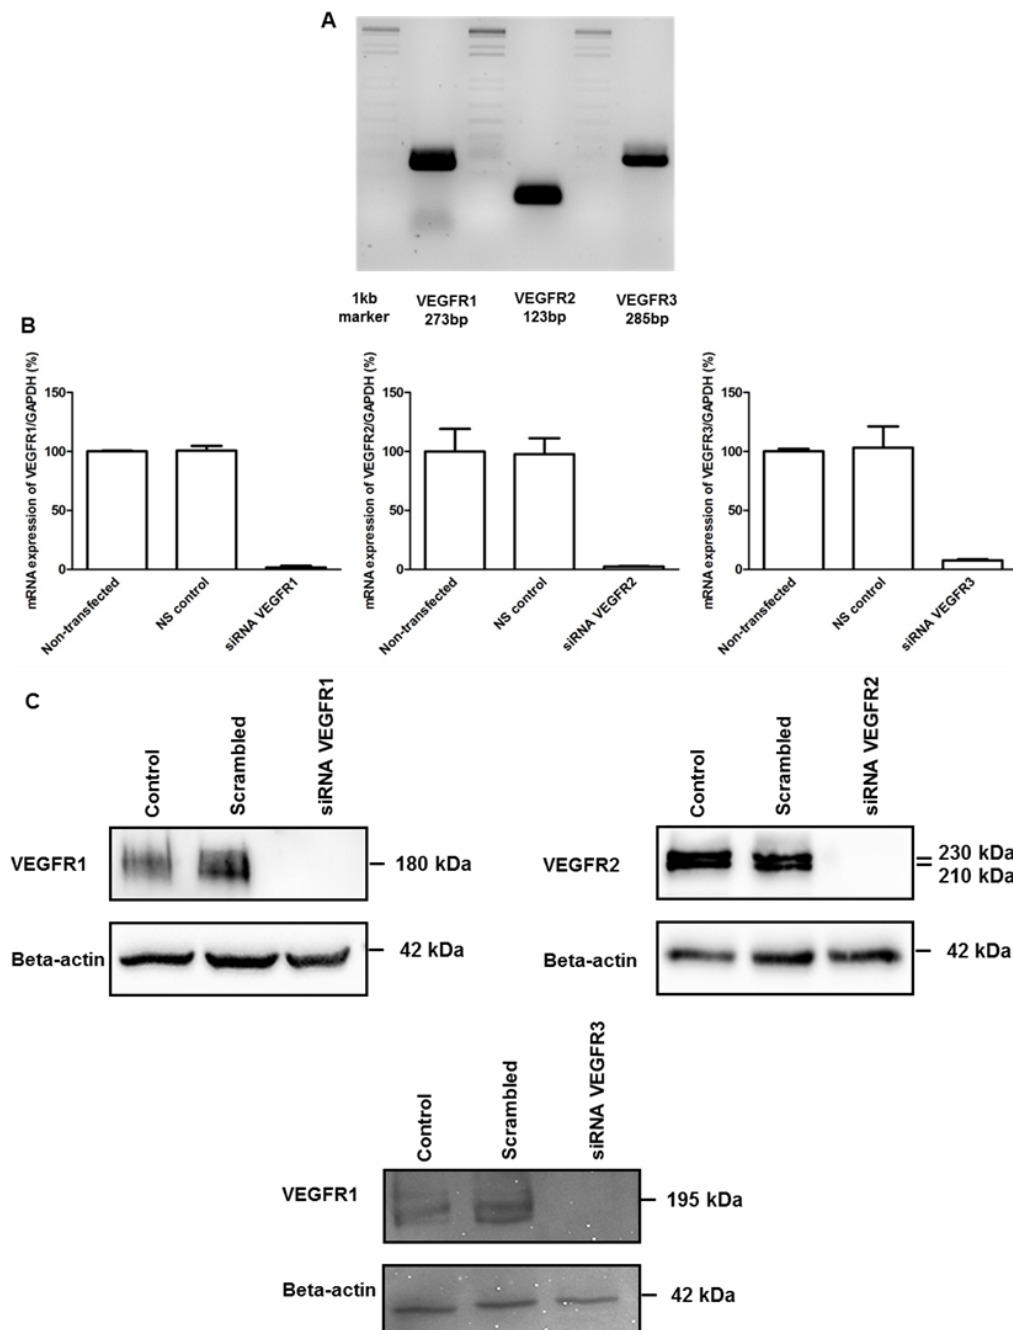 A
1kb
marker
VEGFR1
273bp
VEGFR2
123bp
VEGFR3
285bp
B
mRNA expression of VEGFR1/GAPDH (%)
150
100
50
0
Non-transfected
NS control
siRNA VEGFR1
mRNA expression of VEGFR2/GAPDH (%)
150
100
50
0
Non-transfected
NS control
siRNA VEGFR2
mRNA expression of VEGFR3/GAPDH (%)
150
100
50
0
Non-transfected
NS control
siRNA VEGFR3
C
Control
Scrambled
siRNA VEGFR1
VEGFR1
180 kDa
Beta-actin
42 kDa
Control
Scrambled
siRNA VEGFR2
VEGFR2
230 kDa
210 kDa
Beta-actin
42 kDa
Control
Scrambled
siRNA VEGFR3
VEGFR1
195 kDa
Beta-actin
42 kDa